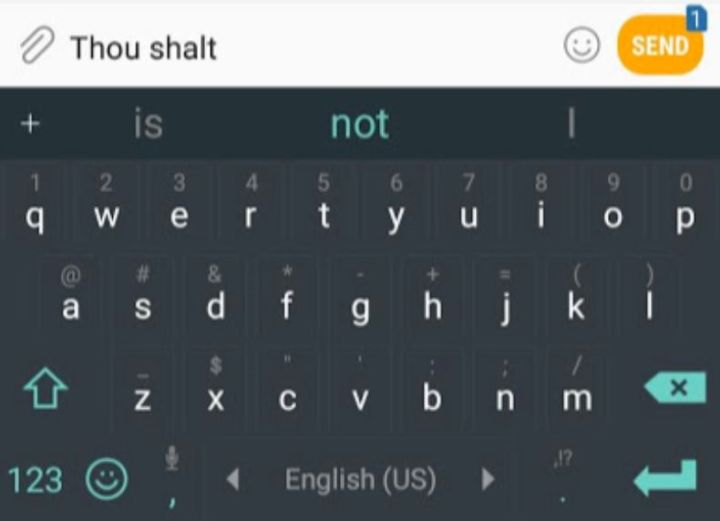 Thou shalt
SEND 1
+ is not I
1 2 3 4 5 6 7 8 9 0
q w e r t y u i o p
@ # & * - + = ( )
a s d f g h j k l
_ $ " ' : ; /
z x c v b n m
123 , English (US) ,!? .